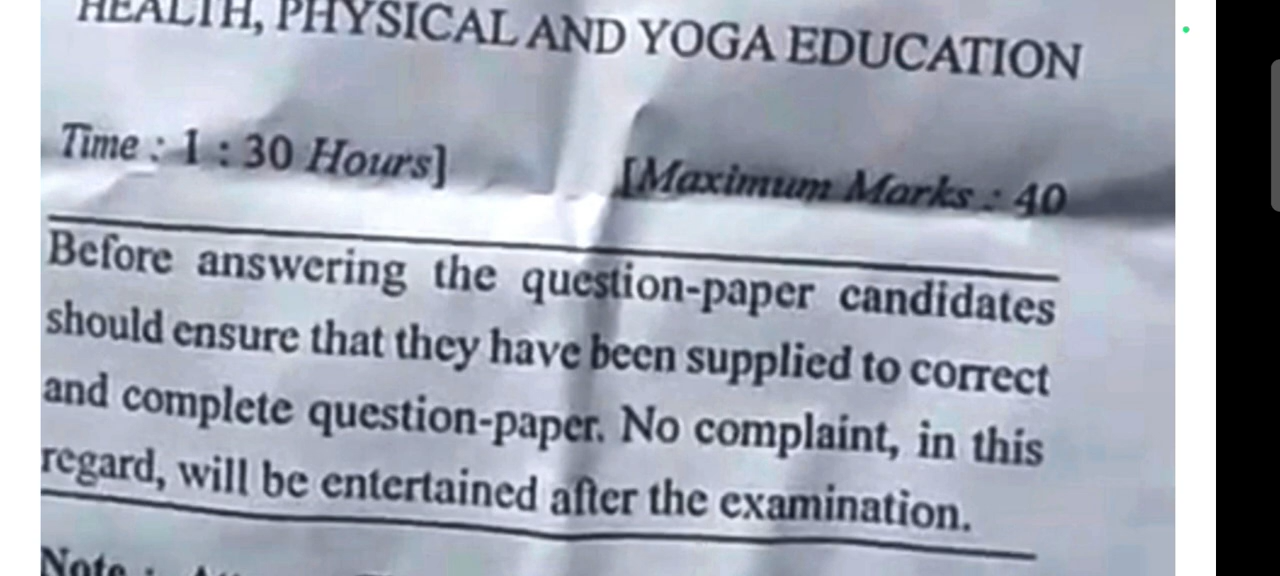 HEALTH, PHYSICAL AND YOGA EDUCATION
Time : 1 : 30 Hours]
[Maximum Marks : 40
Before answering the question-paper candidates
should ensure that they have been supplied to correct
and complete question-paper. No complaint, in this
regard, will be entertained after the examination.
Note :